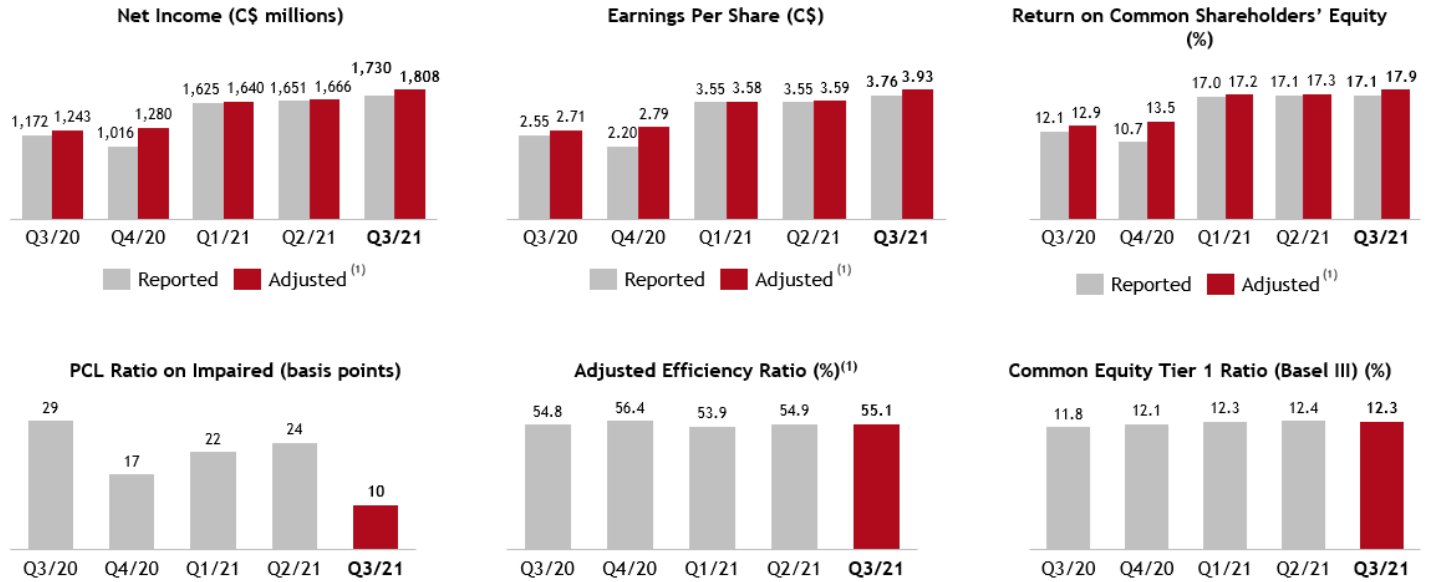 Net Income (C$ millions)
1,172 1,243 1,016 1,280 1,625 1,640 1,651 1,666 1,730 1,808
Q3/20 Q4/20 Q1/21 Q2/21 Q3/21
Reported Adjusted (1)
Earnings Per Share (C$)
2.55 2.71 2.20 2.79 3.55 3.58 3.55 3.59 3.76 3.93
Q3/20 Q4/20 Q1/21 Q2/21 Q3/21
Reported Adjusted (1)
Return on Common Shareholders’ Equity
(%)
12.1 12.9 10.7 13.5 17.0 17.2 17.1 17.3 17.1 17.9
Q3/20 Q4/20 Q1/21 Q2/21 Q3/21
Reported Adjusted (1)
PCL Ratio on Impaired (basis points)
29 17 22 24 10
Q3/20 Q4/20 Q1/21 Q2/21 Q3/21
Adjusted Efficiency Ratio (%)(1)
54.8 56.4 53.9 54.9 55.1
Q3/20 Q4/20 Q1/21 Q2/21 Q3/21
Common Equity Tier 1 Ratio (Basel III) (%)
11.8 12.1 12.3 12.4 12.3
Q3/20 Q4/20 Q1/21 Q2/21 Q3/21